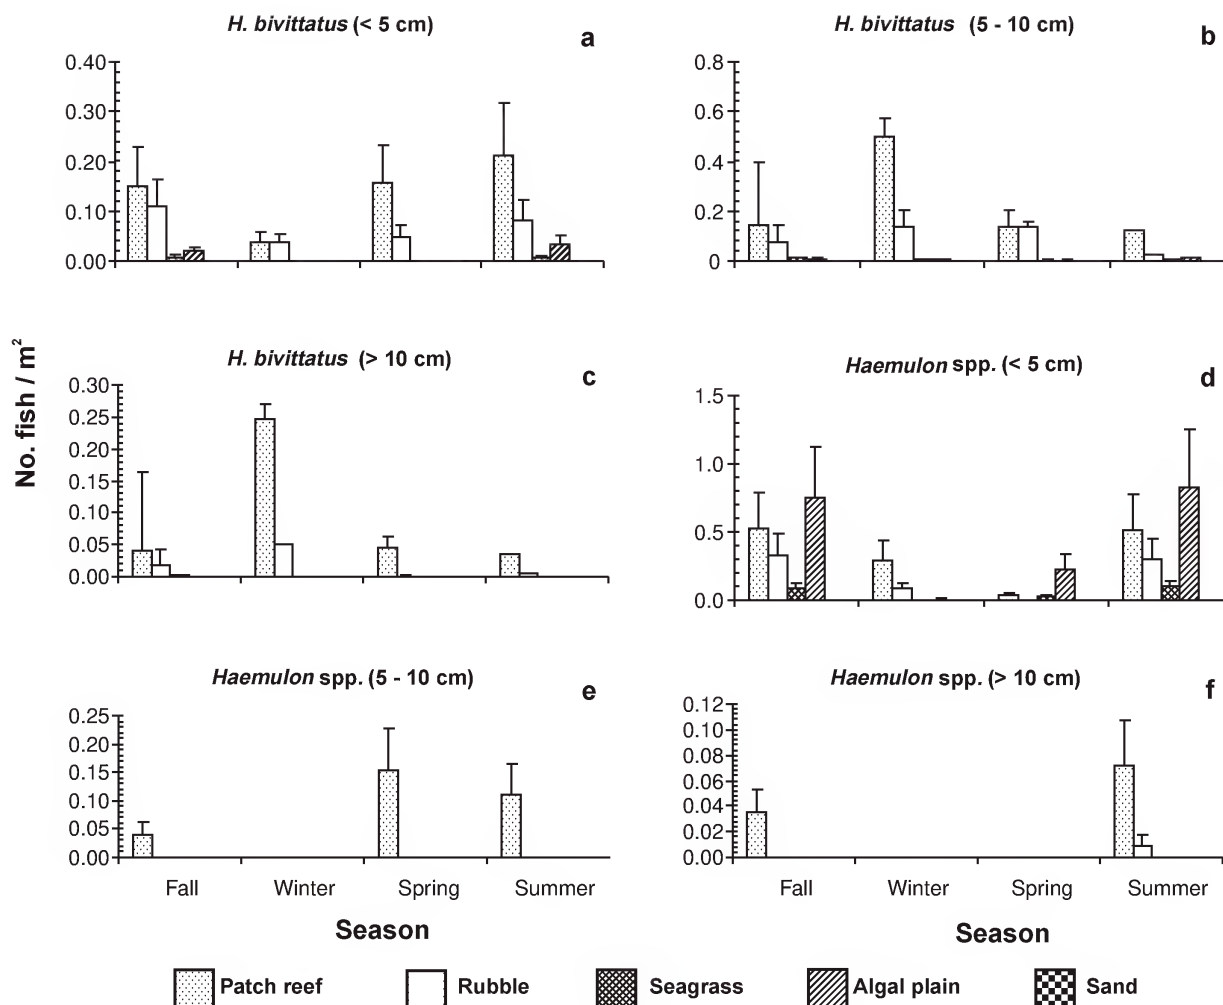 H. bivittatus (< 5 cm) a
0.40
0.30
0.20
0.10
0.00
H. bivittatus (5 - 10 cm) b
0.8
0.6
0.4
0.2
0
No. fish / m²
H. bivittatus (> 10 cm) c
0.30
0.25
0.20
0.15
0.10
0.05
0.00
Haemulon spp. (< 5 cm) d
1.5
1.0
0.5
0.0
Haemulon spp. (5 - 10 cm) e
0.25
0.20
0.15
0.10
0.05
0.00
Fall Winter Spring Summer
Season
Haemulon spp. (> 10 cm) f
0.12
0.10
0.08
0.06
0.04
0.02
0.00
Fall Winter Spring Summer
Season
Patch reef Rubble Seagrass Algal plain Sand